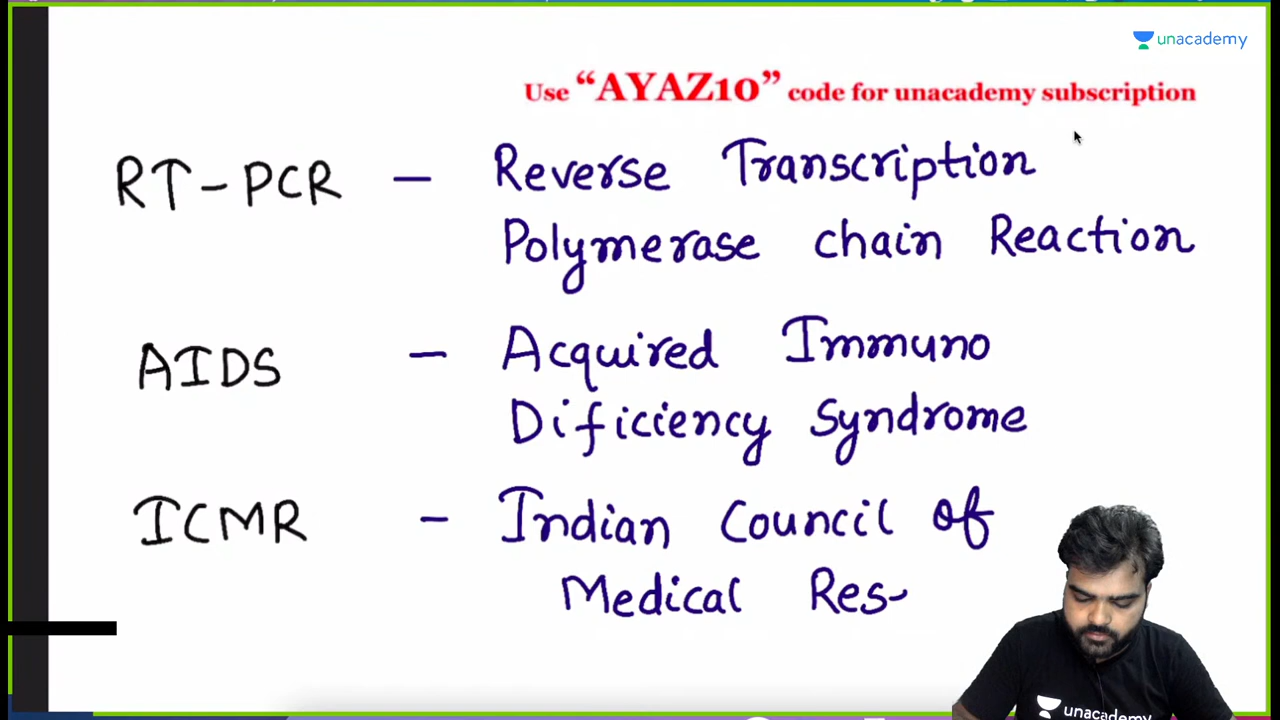 unacademy
Use “AYAZ10” code for unacademy subscription
RT-PCR – Reverse Transcription
Polymerase chain Reaction
AIDS – Acquired Immuno
Dificiency Syndrome
ICMR – Indian Council of
Medical Res
unacademy